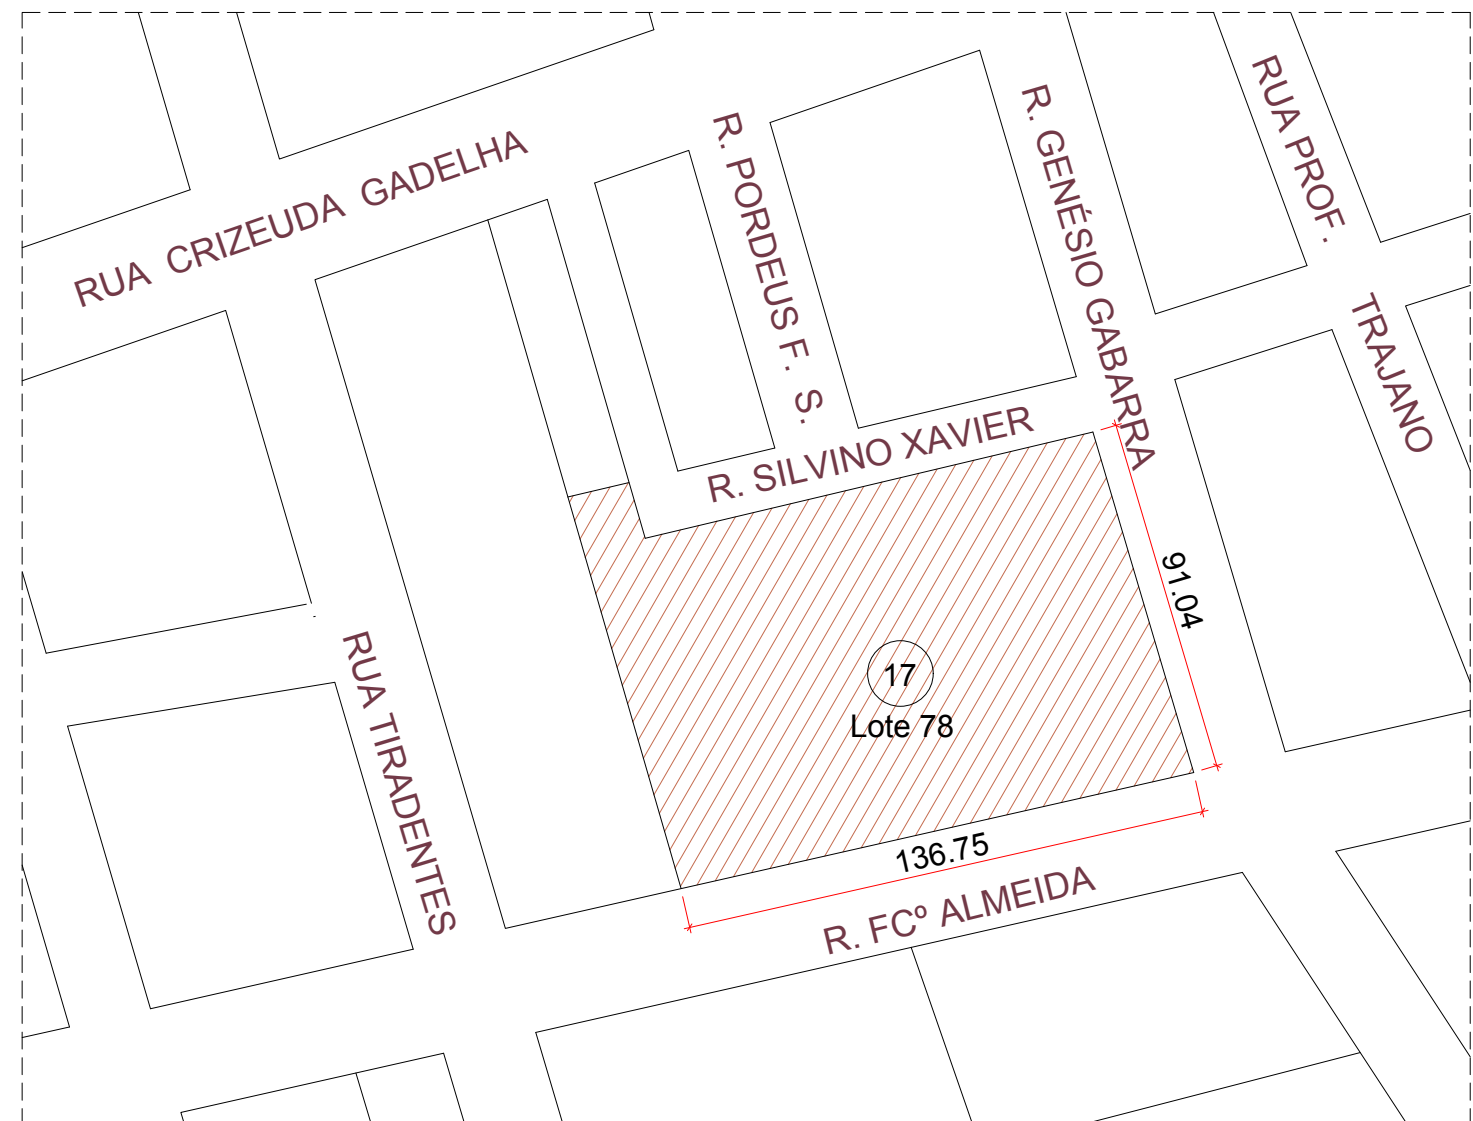 RUA CRIZEUDA GADELHA
R. PORDEUS F. S.
R. GENÉSIO GABARRA
RUA PROF. TRAJANO
R. SILVINO XAVIER
91.04
17
Lote 78
RUA TIRADENTES
136.75
R. FCº ALMEIDA